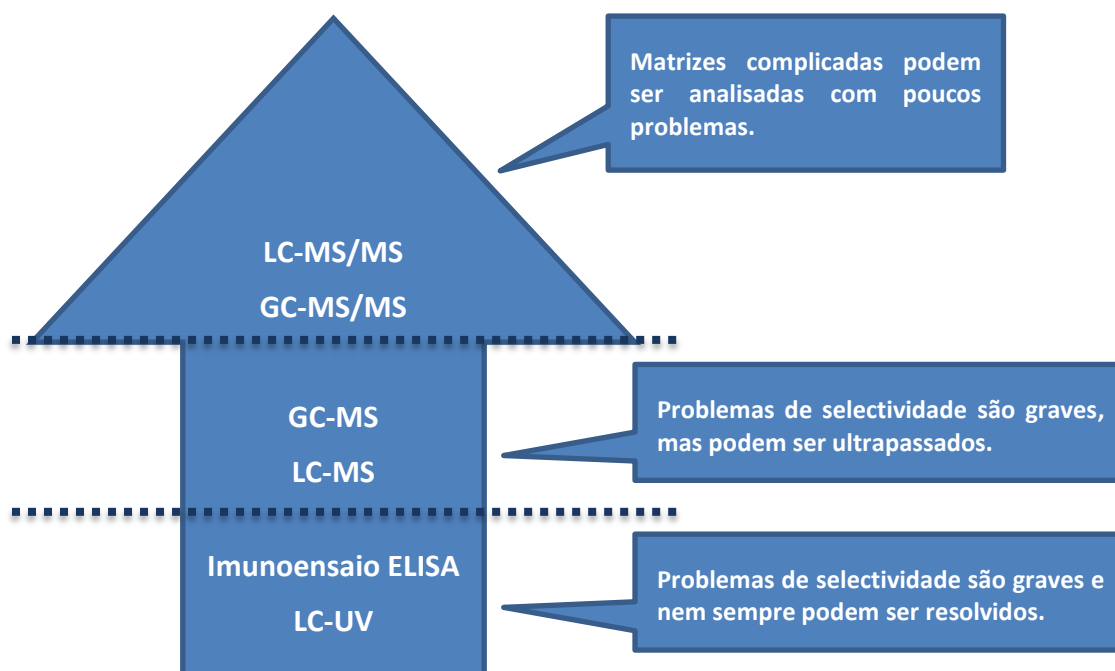 Matrizes complicadas podem
ser analisadas com poucos
problemas.
LC-MS/MS
GC-MS/MS
GC-MS
LC-MS
Problemas de selectividade são graves,
mas podem ser ultrapassados.
Imunoensaio ELISA
LC-UV
Problemas de selectividade são graves e
nem sempre podem ser resolvidos.